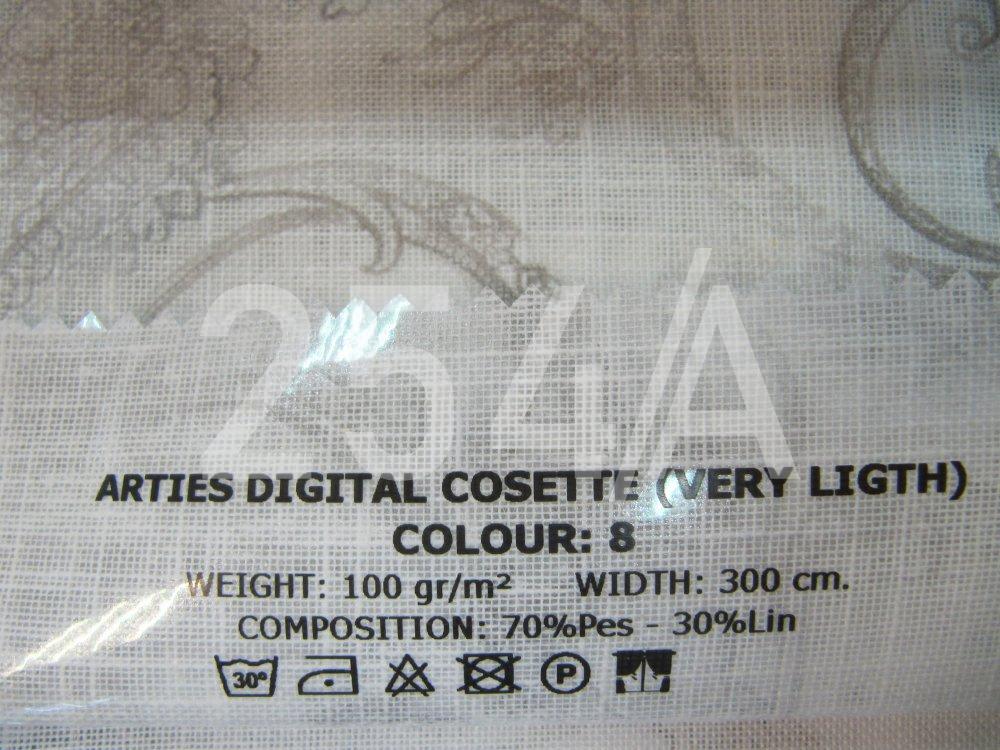 254/A
ARTIES DIGITAL COSETTE (VERY LIGTH)
COLOUR: 8
WEIGHT: 100 gr/m² WIDTH: 300 cm.
COMPOSITION: 70%Pes - 30%Lin
30° P